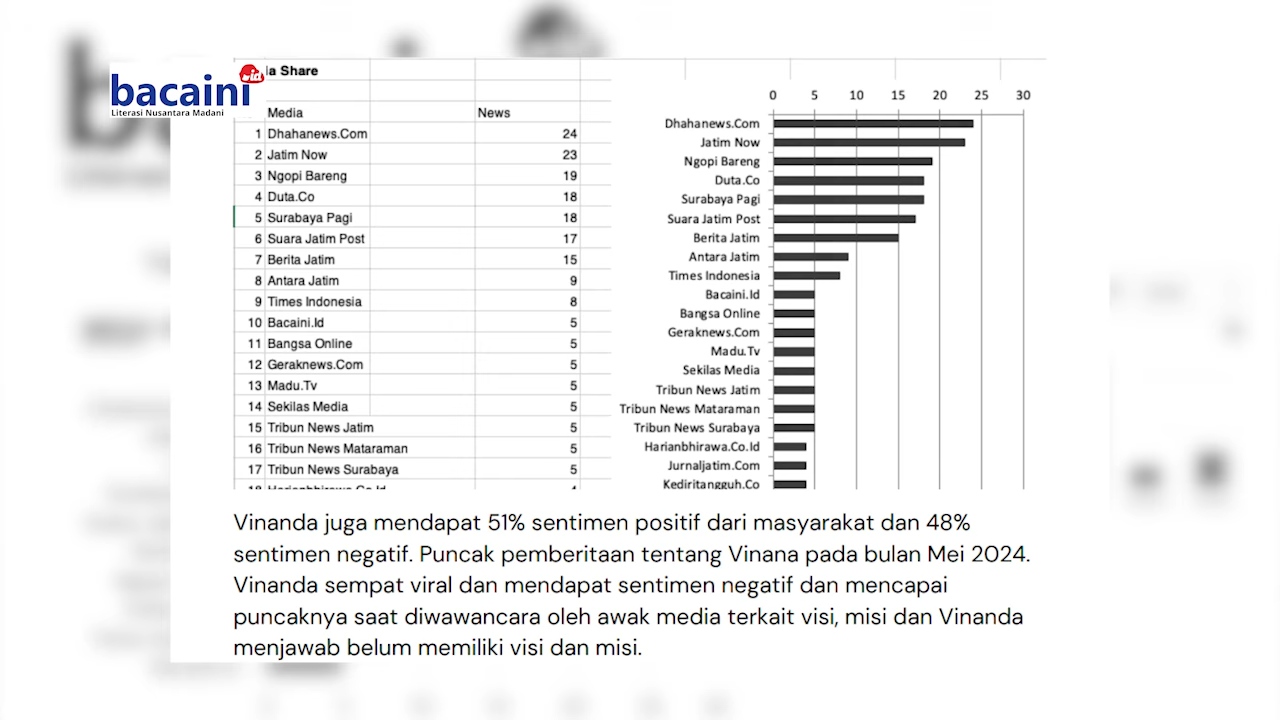 bacaini.id
Literasi Nusantara Madani
ia Share
Media News
1 Dhahanews.Com 24
2 Jatim Now 23
3 Ngopi Bareng 19
4 Duta.Co 18
5 Surabaya Pagi 18
6 Suara Jatim Post 17
7 Berita Jatim 15
8 Antara Jatim 9
9 Times Indonesia 8
10 Bacaini.Id 5
11 Bangsa Online 5
12 Geraknews.Com 5
13 Madu.Tv 5
14 Sekilas Media 5
15 Tribun News Jatim 5
16 Tribun News Mataraman 5
17 Tribun News Surabaya 5
18 Harianbhirawa.Co.Id 4
0 5 10 15 20 25 30
Dhahanews.Com
Jatim Now
Ngopi Bareng
Duta.Co
Surabaya Pagi
Suara Jatim Post
Berita Jatim
Antara Jatim
Times Indonesia
Bacaini.Id
Bangsa Online
Geraknews.Com
Madu.Tv
Sekilas Media
Tribun News Jatim
Tribun News Mataraman
Tribun News Surabaya
Harianbhirawa.Co.Id
Jurnaljatim.Com
Kediritangguh.Co
Vinanda juga mendapat 51% sentimen positif dari masyarakat dan 48%
sentimen negatif. Puncak pemberitaan tentang Vinana pada bulan Mei 2024.
Vinanda sempat viral dan mendapat sentimen negatif dan mencapai
puncaknya saat diwawancara oleh awak media terkait visi, misi dan Vinanda
menjawab belum memiliki visi dan misi.